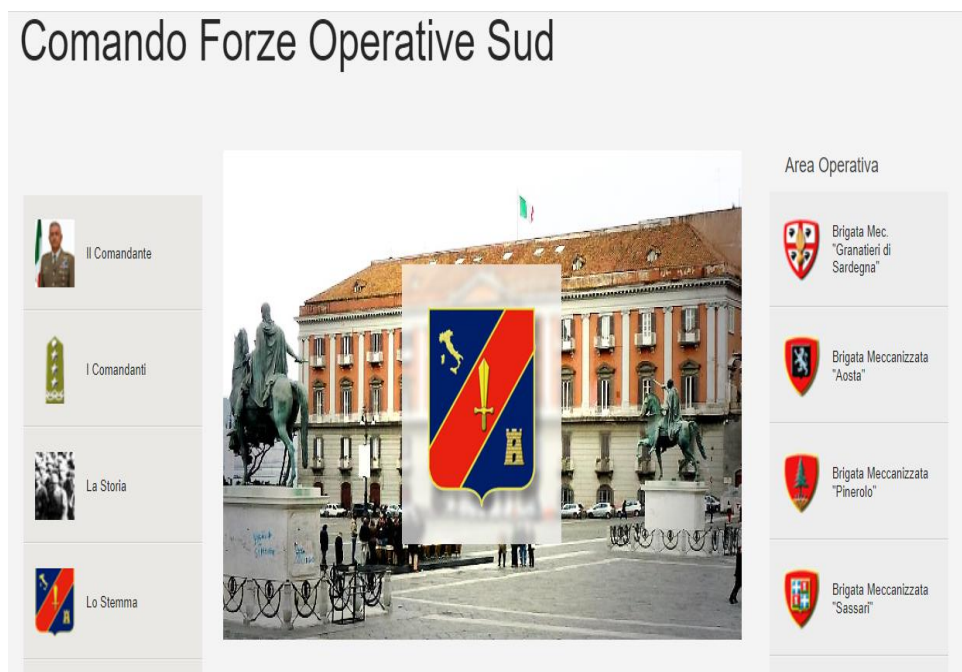 Comando Forze Operative Sud
Il Comandante
I Comandanti
La Storia
Lo Stemma
Area Operativa
Brigata Mec.
"Granatieri di
Sardegna"
Brigata Meccanizzata
"Aosta"
Brigata Meccanizzata
"Pinerolo"
Brigata Meccanizzata
"Sassari"